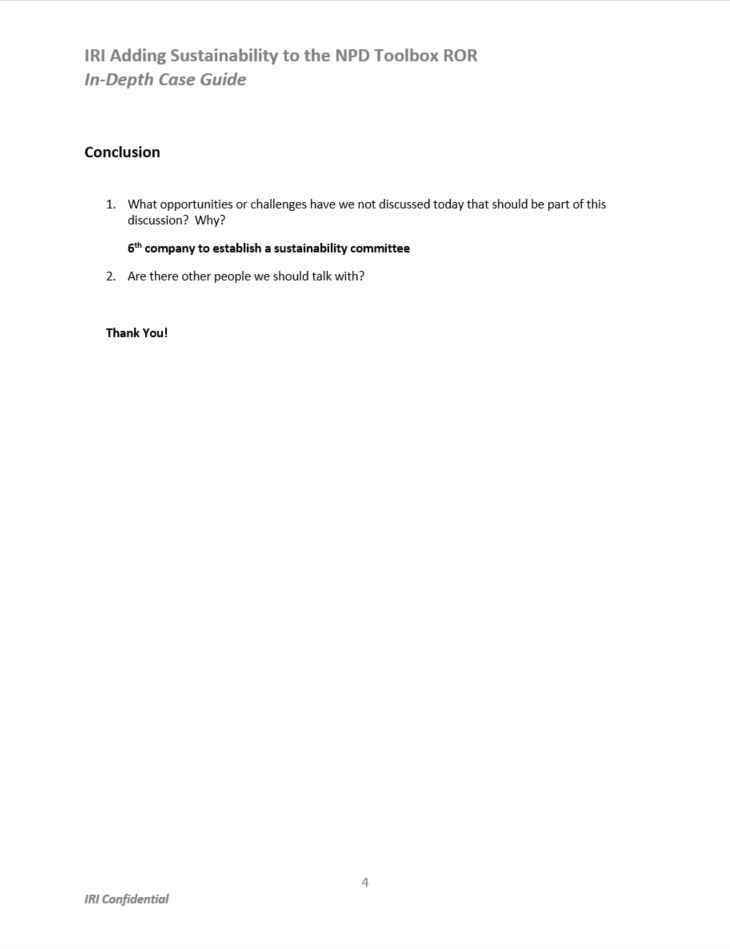 IRI Adding Sustainability to the NPD Toolbox ROR
In-Depth Case Guide
Conclusion
1. What opportunities or challenges have we not discussed today that should be part of this
discussion?  Why?
6th company to establish a sustainability committee
2. Are there other people we should talk with?
Thank You!
4
IRI Confidential